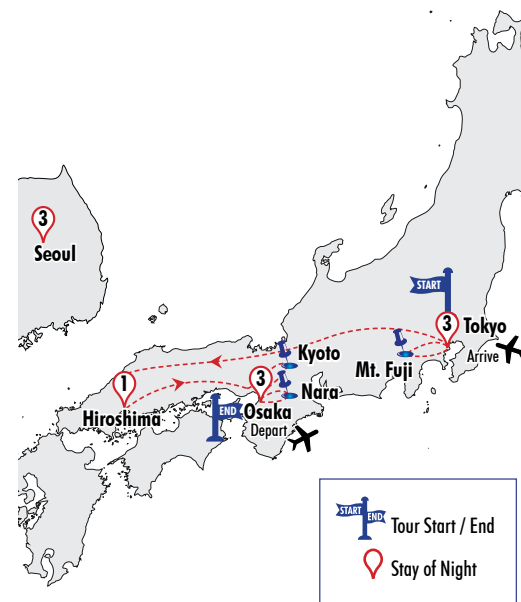 3
Seoul
START
3
Tokyo
Arrive
Mt. Fuji
Kyoto
3
Nara
1
Hiroshima
END
Osaka
Depart
START
END
Tour Start / End
Stay of Night